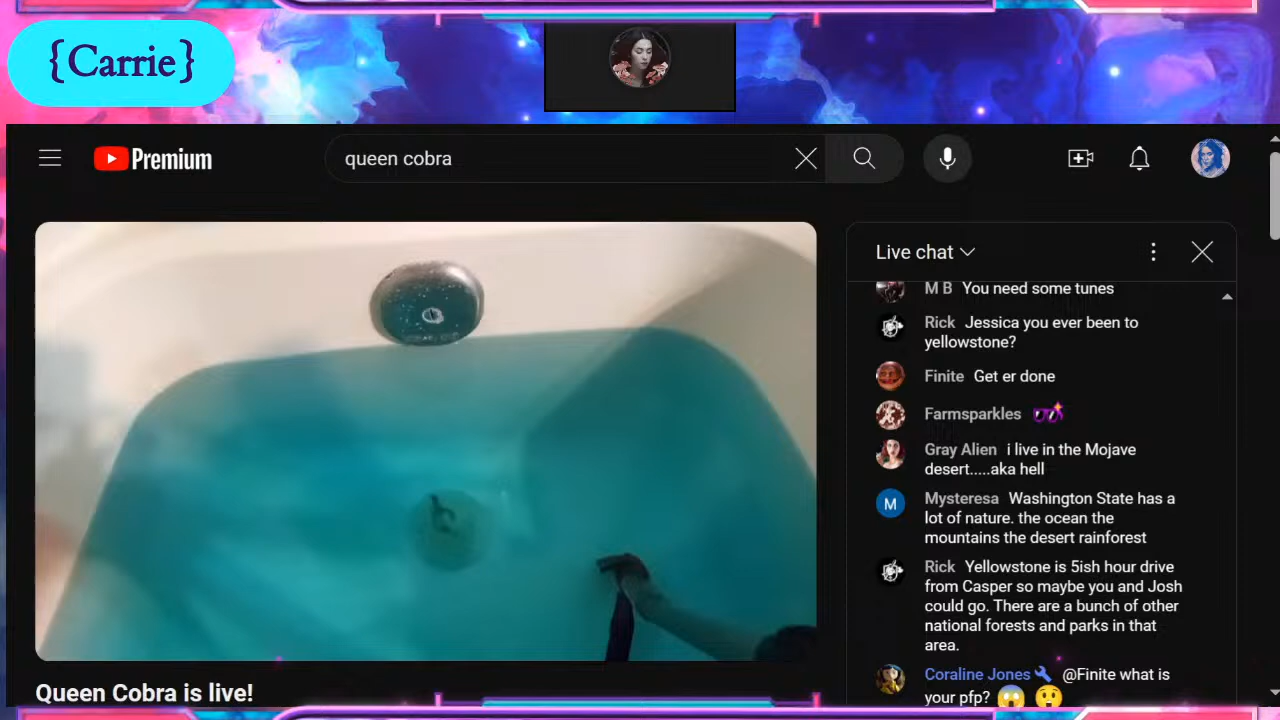 {Carrie}
Premium
queen cobra
Live chat
M B You need some tunes
Rick Jessica you ever been to
yellowstone?
Finite Get er done
Farmsparkles
Gray Alien i live in the Mojave
desert.....aka hell
M
Mysteresa Washington State has a
lot of nature. the ocean the
mountains the desert rainforest
Rick Yellowstone is 5ish hour drive
from Casper so maybe you and Josh
could go. There are a bunch of other
national forests and parks in that
area.
Coraline Jones @Finite what is
your pfp?
Queen Cobra is live!